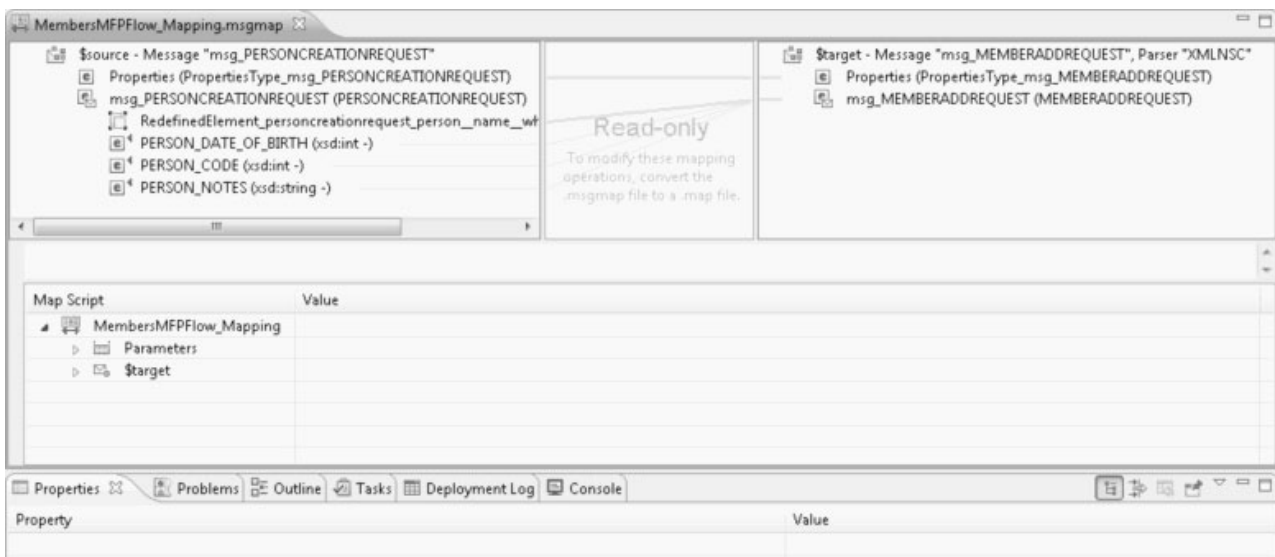 MembersMFPFlow_Mapping.msgmap
$source - Message "msg_PERSONCREATIONREQUEST"
Properties (PropertiesType_msg_PERSONCREATIONREQUEST)
msg_PERSONCREATIONREQUEST (PERSONCREATIONREQUEST)
RedefinedElement_personcreationrequest_person__name__wh
PERSON_DATE_OF_BIRTH (xsd:int -)
PERSON_CODE (xsd:int -)
PERSON_NOTES (xsd:string -)
Read-only
To modify these mapping
operations, convert the
.msgmap file to a .map file.
$target - Message "msg_MEMBERADDREQUEST", Parser "XMLNSC"
Properties (PropertiesType_msg_MEMBERADDREQUEST)
msg_MEMBERADDREQUEST (MEMBERADDREQUEST)
Map Script Value
MembersMFPFlow_Mapping
Parameters
$target
Properties Problems Outline Tasks Deployment Log Console
Property Value